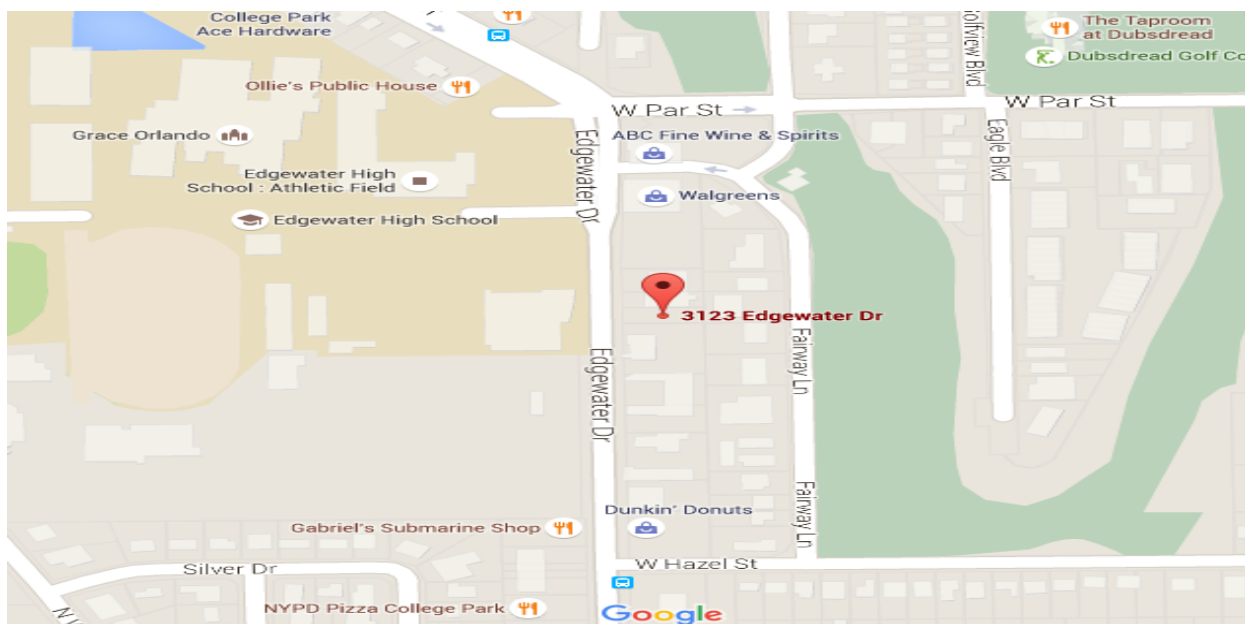 College Park
Ace Hardware
Golfview Blvd
The Taproom
at Dubsdread
Dubsdread Golf Co
Ollie's Public House
W Par St
W Par St
Grace Orlando
Edgewater Dr
ABC Fine Wine & Spirits
Eagle Blvd
Edgewater High
School : Athletic Field
Walgreens
Edgewater High School
3123 Edgewater Dr
Fairway Ln
Edgewater Dr
Fairway Ln
Dunkin' Donuts
Gabriel's Submarine Shop
Silver Dr
W Hazel St
NYPD Pizza College Park
Google